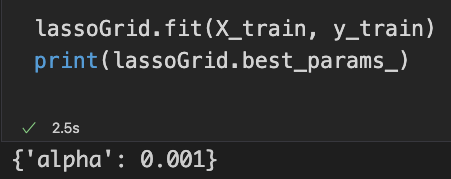 lassoGrid.fit(X_train, y_train)
print(lassoGrid.best_params_)
2.5s
{'alpha': 0.001}